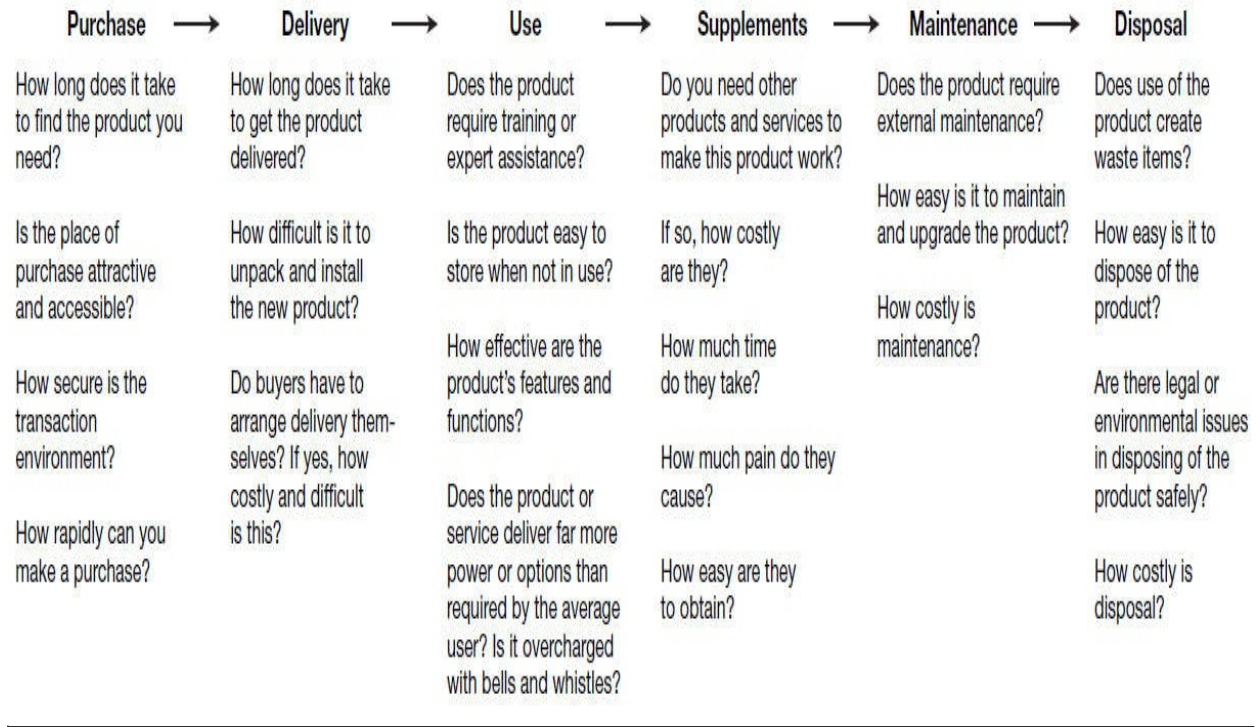 Purchase → Delivery → Use → Supplements → Maintenance → Disposal
How long does it take
to find the product you
need?
Is the place of
purchase attractive
and accessible?
How secure is the
transaction
environment?
How rapidly can you
make a purchase?
How long does it take
to get the product
delivered?
How difficult is it to
unpack and install
the new product?
Do buyers have to
arrange delivery them-
selves? If yes, how
costly and difficult
is this?
Does the product
require training or
expert assistance?
Is the product easy to
store when not in use?
How effective are the
product's features and
functions?
Does the product or
service deliver far more
power or options than
required by the average
user? Is it overcharged
with bells and whistles?
Do you need other
products and services to
make this product work?
If so, how costly
are they?
How much time
do they take?
How much pain do they
cause?
How easy are they
to obtain?
Does the product require
external maintenance?
How easy is it to maintain
and upgrade the product?
How costly is
maintenance?
Does use of the
product create
waste items?
How easy is it to
dispose of the
product?
Are there legal or
environmental issues
in disposing of the
product safely?
How costly is
disposal?